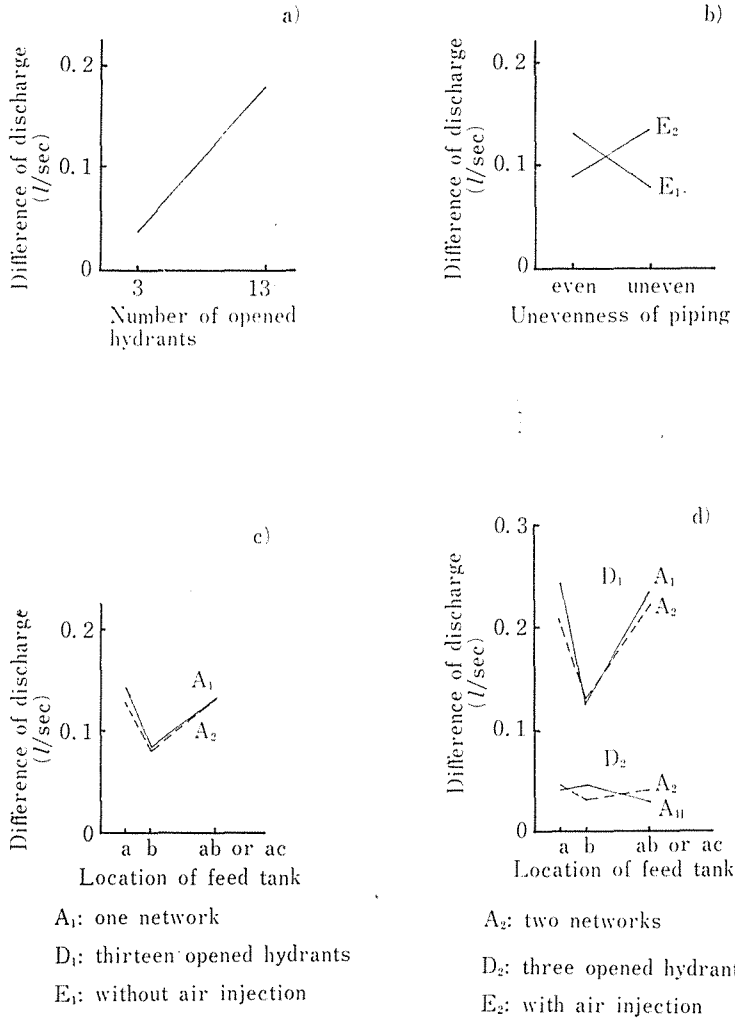 a)
Difference of discharge
(l/sec)
0.2
0.1
0
3 13
Number of opened
hydrants
b)
Difference of discharge
(l/sec)
0.2
0.1
0
E₂
E₁
even uneven
Unevenness of piping
c)
Difference of discharge
(l/sec)
0.2
0.1
0
A₁
A₂
a b ab or ac
Location of feed tank
d)
Difference of discharge
(l/sec)
0.3
0.2
0.1
0
D₁ A₁
A₂
D₂
A₂
a b ab or ac
Location of feed tank
A₁: one network
D₁: thirteen opened hydrants
E₁: without air injection
A₂: two networks
D₂: three opened hydrant
E₂: with air injection